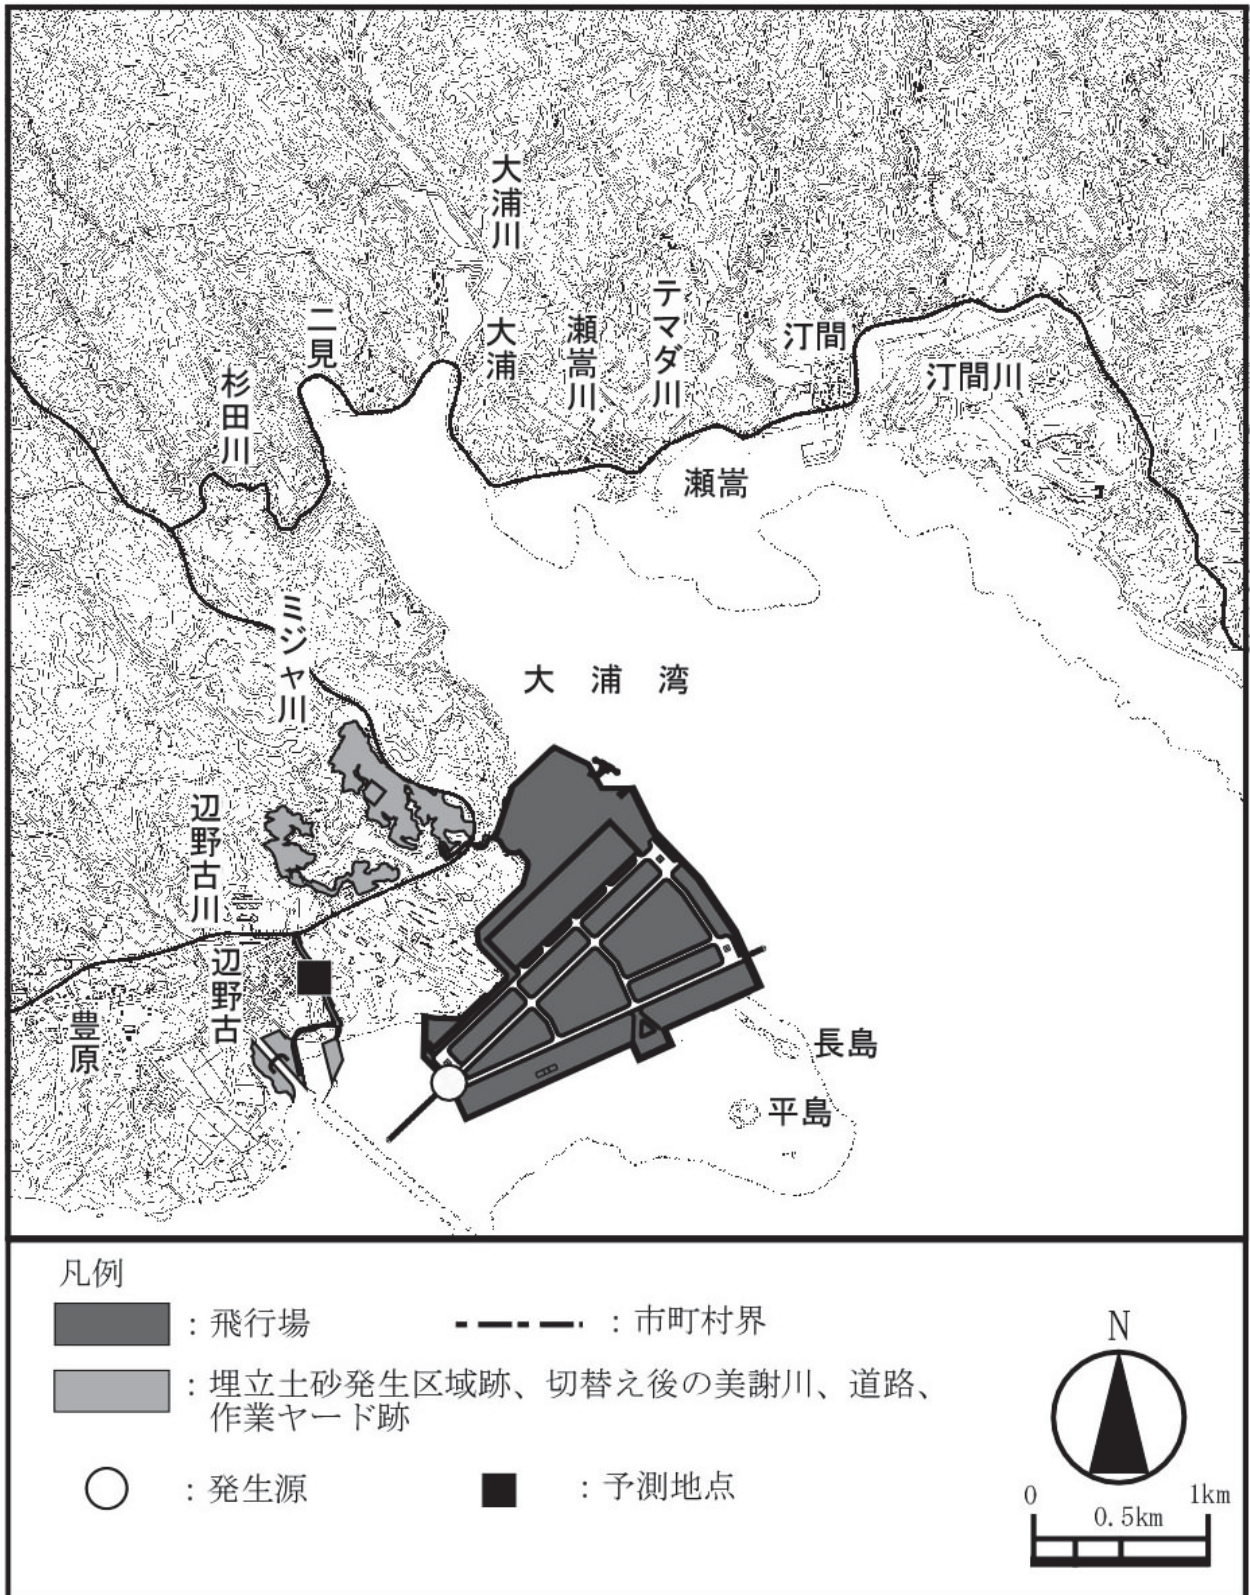 大浦川
テマダ川
二見
大浦
瀬嵩川
汀間
汀間川
杉田川
瀬嵩
ミジャ川
大浦湾
辺野古川
辺野古
豊原
長島
平島
凡例
：飛行場
：市町村界
：埋立土砂発生区域跡、切替え後の美謝川、道路、
作業ヤード跡
：発生源
：予測地点
N
0
0.5km
1km